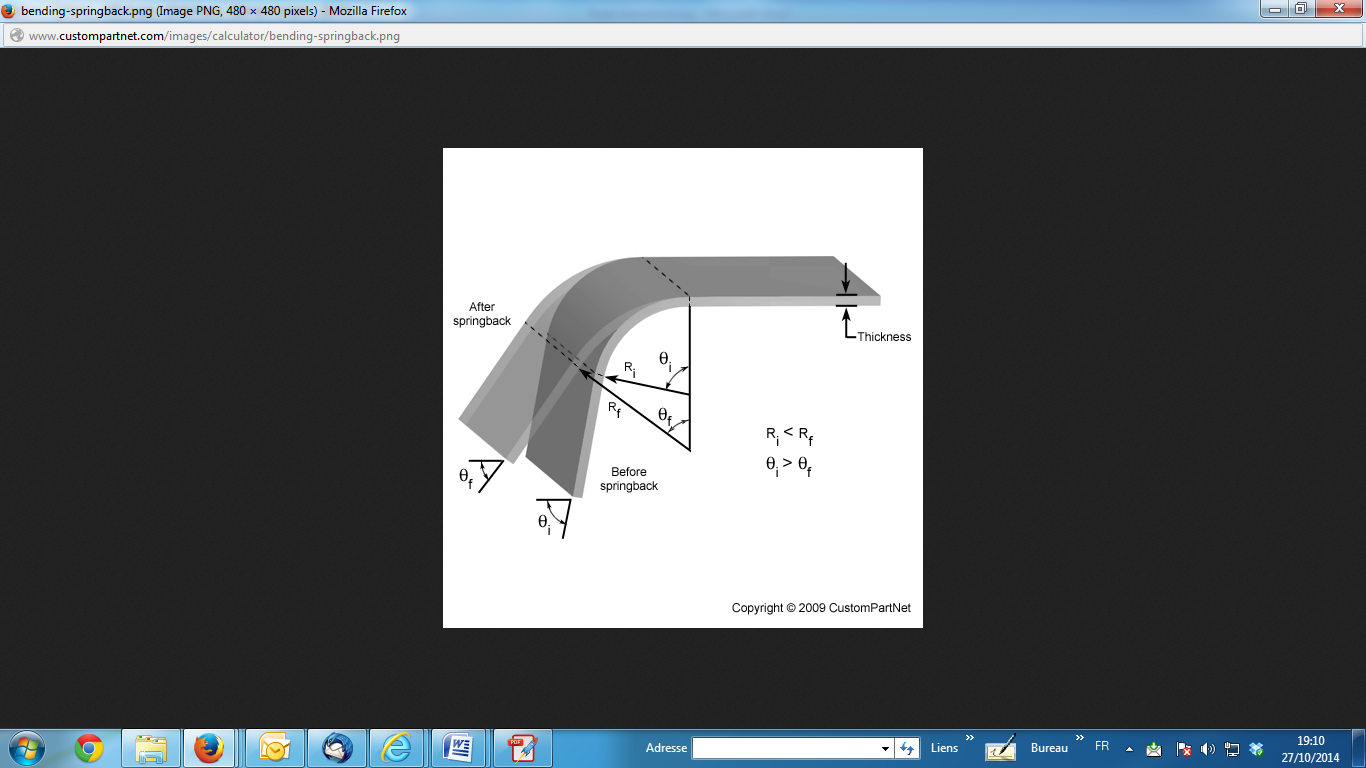 bending-springback.png (Image PNG, 480 × 480 pixels) - Mozilla Firefox
www.custompartnet.com/images/calculator/bending-springback.png
After
springback
Thickness
θi
Ri
Rf
θf
Ri < Rf
θi > θf
θf
Before
springback
θi
Copyright © 2009 CustomPartNet
Adresse
Liens
»
Bureau
»
FR
19:10
27/10/2014
W
PDF